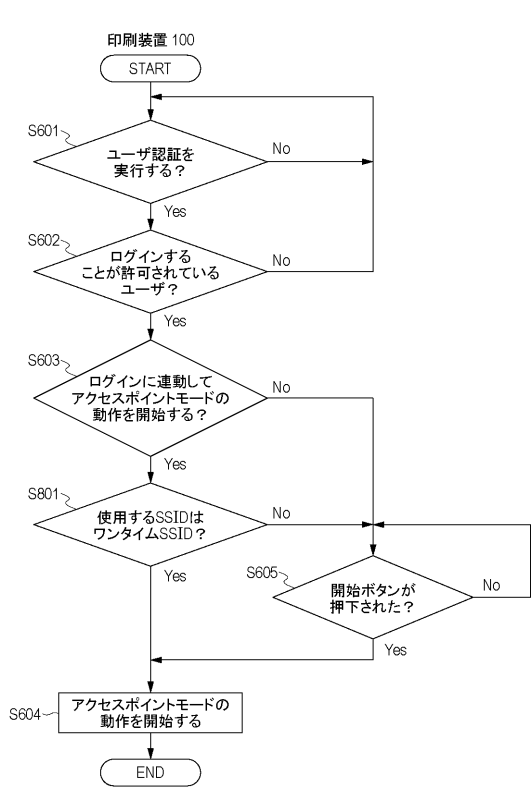 印刷装置 100
START
S601
ユーザ認証を
実行する？
No
Yes
S602
ログインする
ことが許可されている
ユーザ？
No
Yes
S603
ログインに連動して
アクセスポイントモードの
動作を開始する？
No
Yes
S801
使用するSSIDは
ワンタイムSSID？
No
Yes
S605
開始ボタンが
押下された？
No
Yes
S604
アクセスポイントモードの
動作を開始する
END